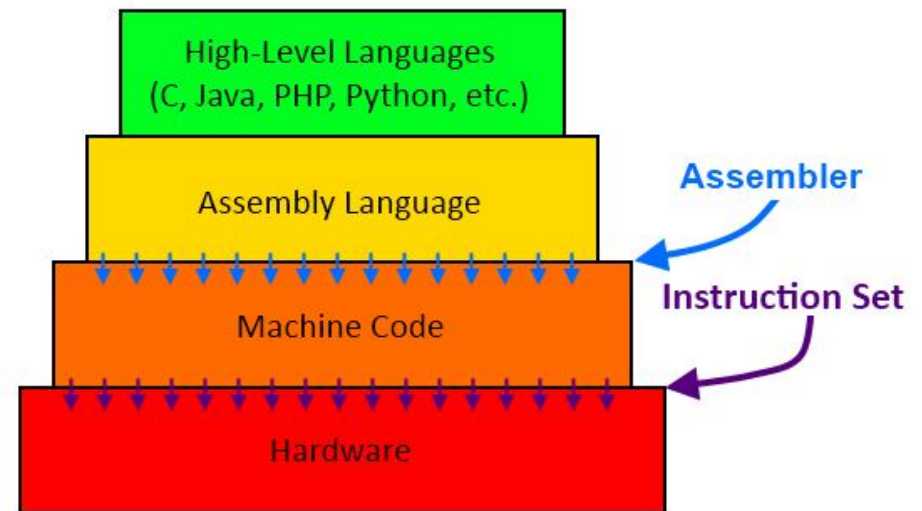 High-Level Languages
(C, Java, PHP, Python, etc.)
Assembly Language
Assembler
Machine Code
Instruction Set
Hardware